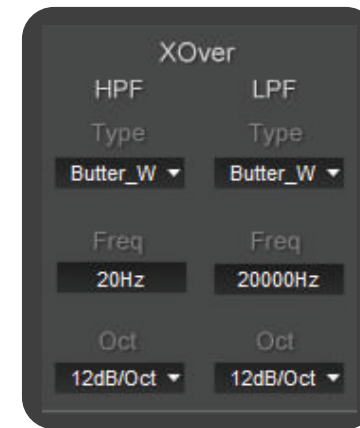 XOver
HPF LPF
Type Type
Butter_W Butter_W
Freq Freq
20Hz 20000Hz
Oct Oct
12dB/Oct 12dB/Oct